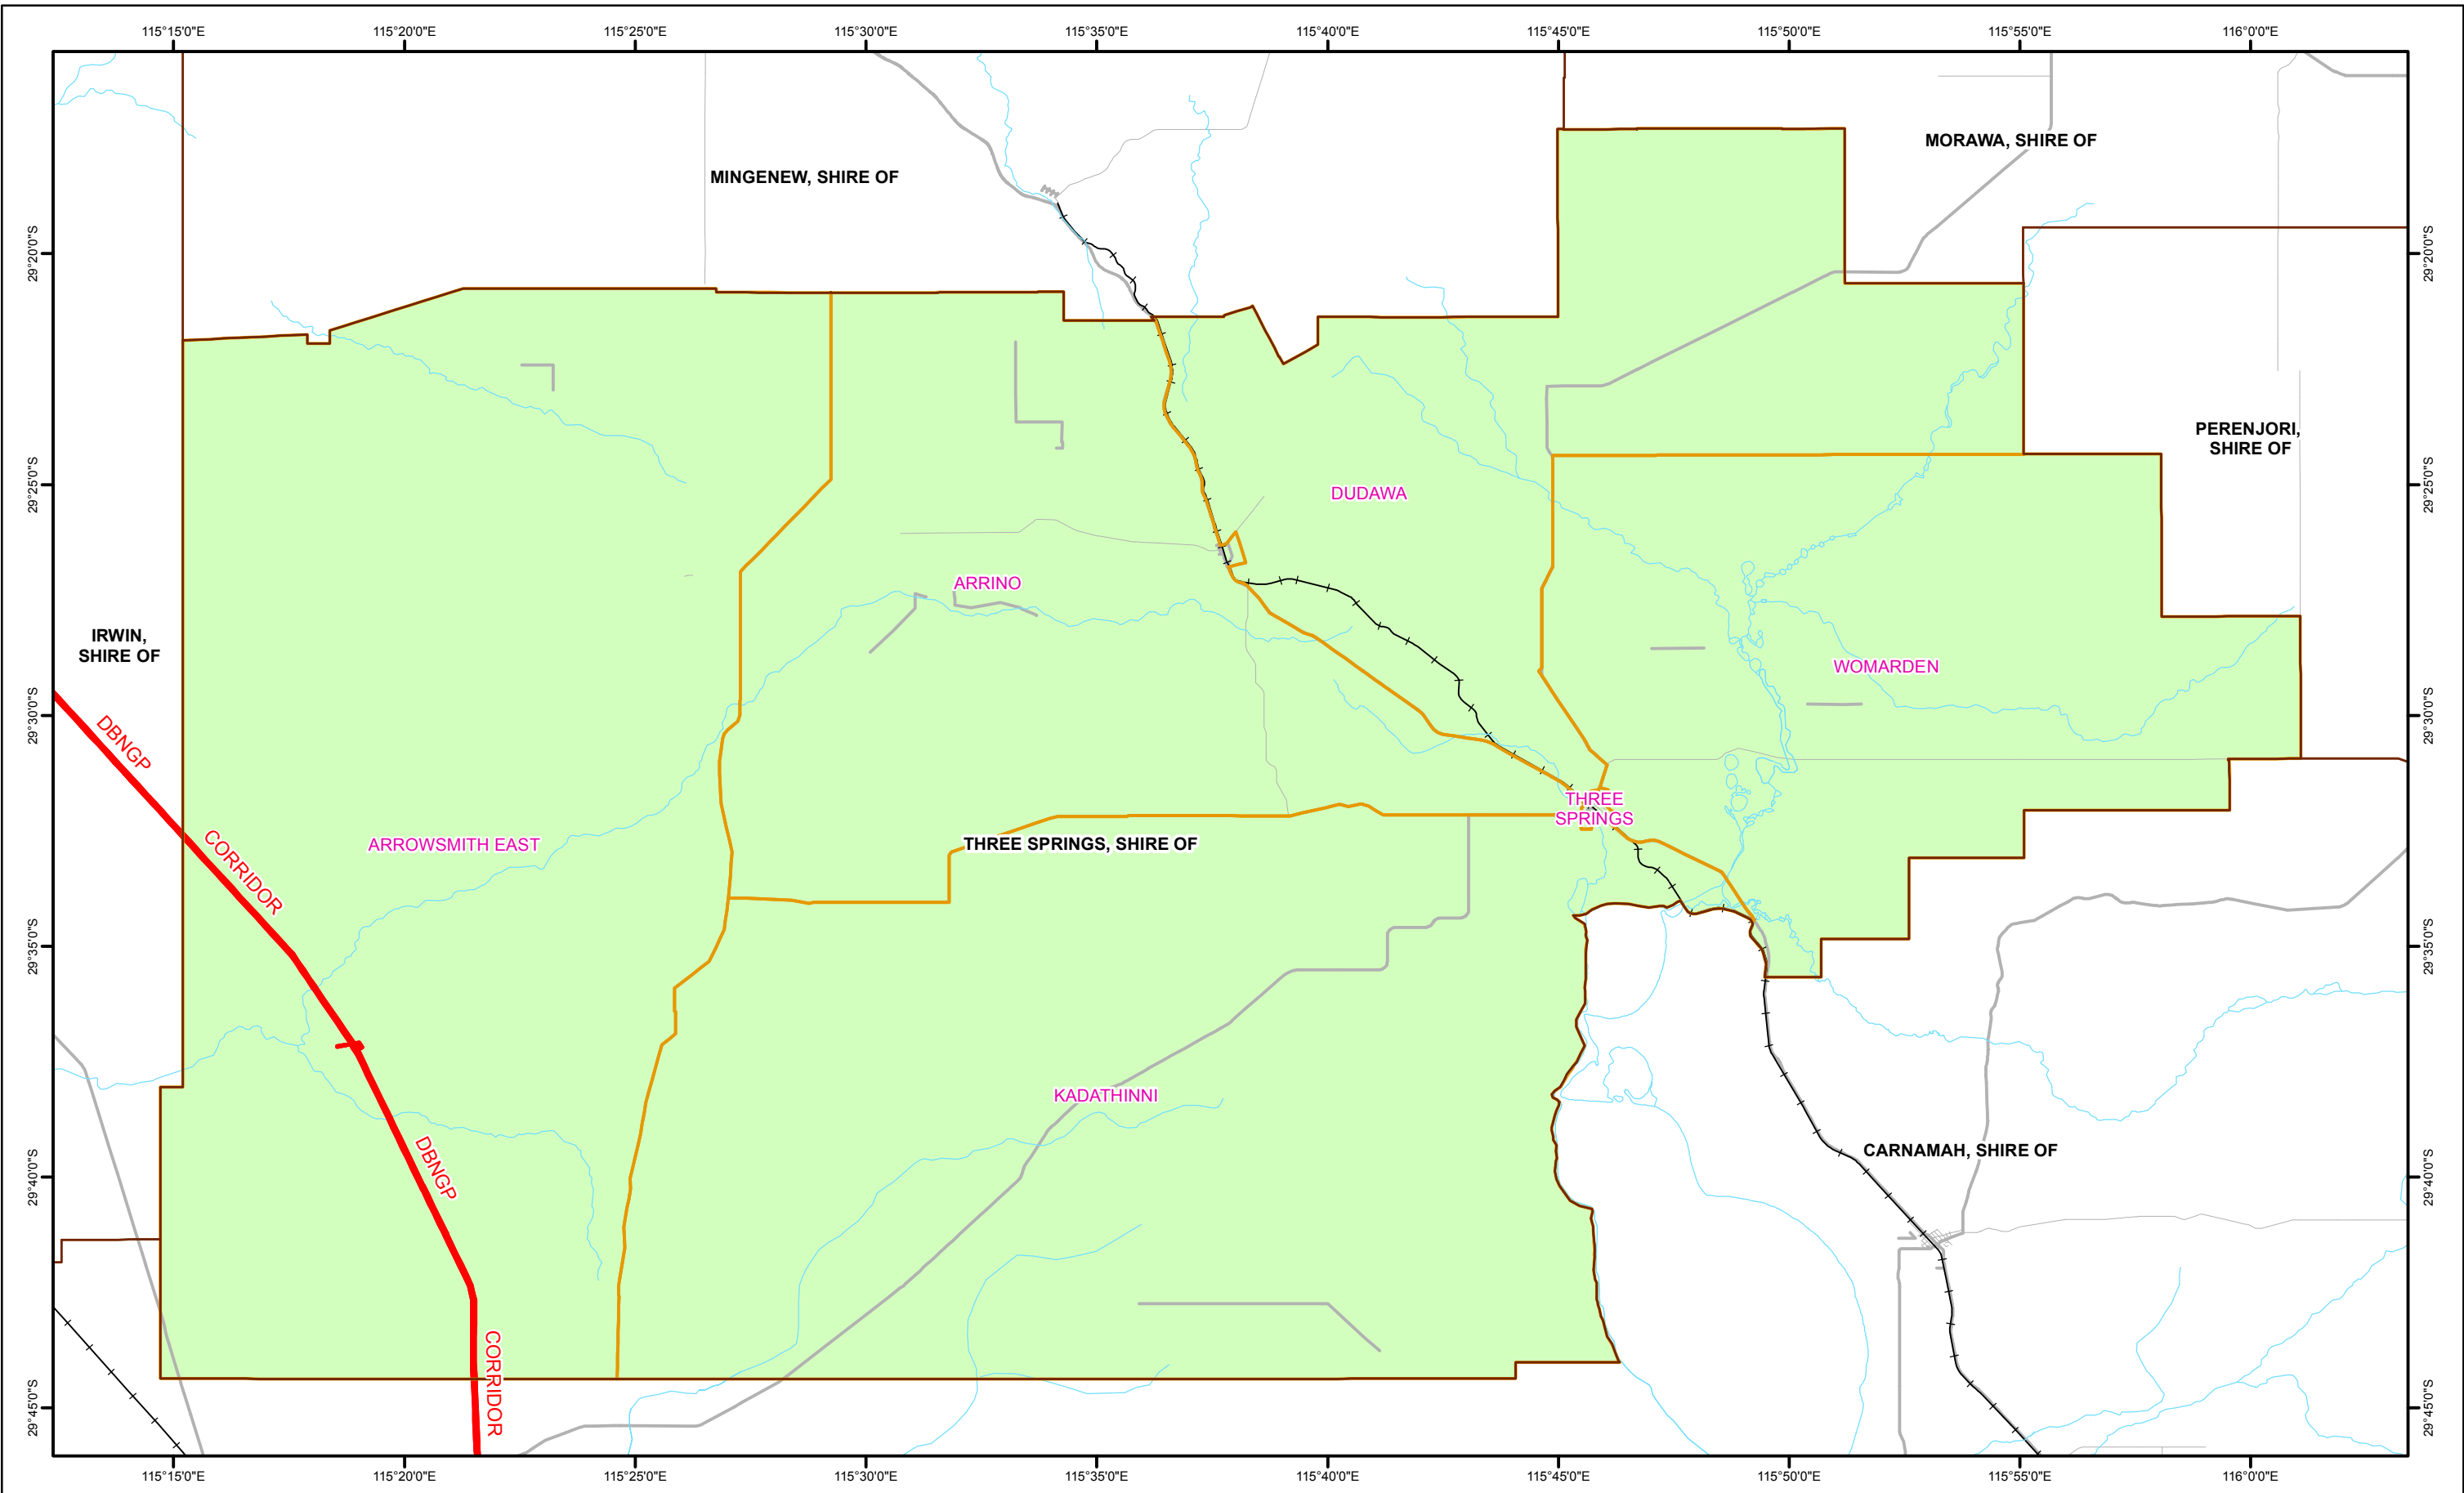 115°15'0"E
115°20'0"E
115°25'0"E
115°30'0"E
115°35'0"E
115°40'0"E
115°45'0"E
115°50'0"E
115°55'0"E
116°0'0"E
MORAWA, SHIRE OF
MINGENEW, SHIRE OF
29°20'0"S
29°20'0"S
PERENJORI,
SHIRE OF
29°25'0"S
DUDAWA
29°25'0"S
ARRINO
IRWIN,
SHIRE OF
WOMARDEN
29°30'0"S
29°30'0"S
DBNGP
CORRIDOR
THREE
SPRINGS
ARROWSMITH EAST
THREE SPRINGS, SHIRE OF
29°35'0"S
29°35'0"S
KADATHINNI
DBNGP
CARNAMAH, SHIRE OF
29°40'0"S
29°40'0"S
CORRIDOR
29°45'0"S
29°45'0"S
115°15'0"E
115°20'0"E
115°25'0"E
115°30'0"E
115°35'0"E
115°40'0"E
115°45'0"E
115°50'0"E
115°55'0"E
116°0'0"E